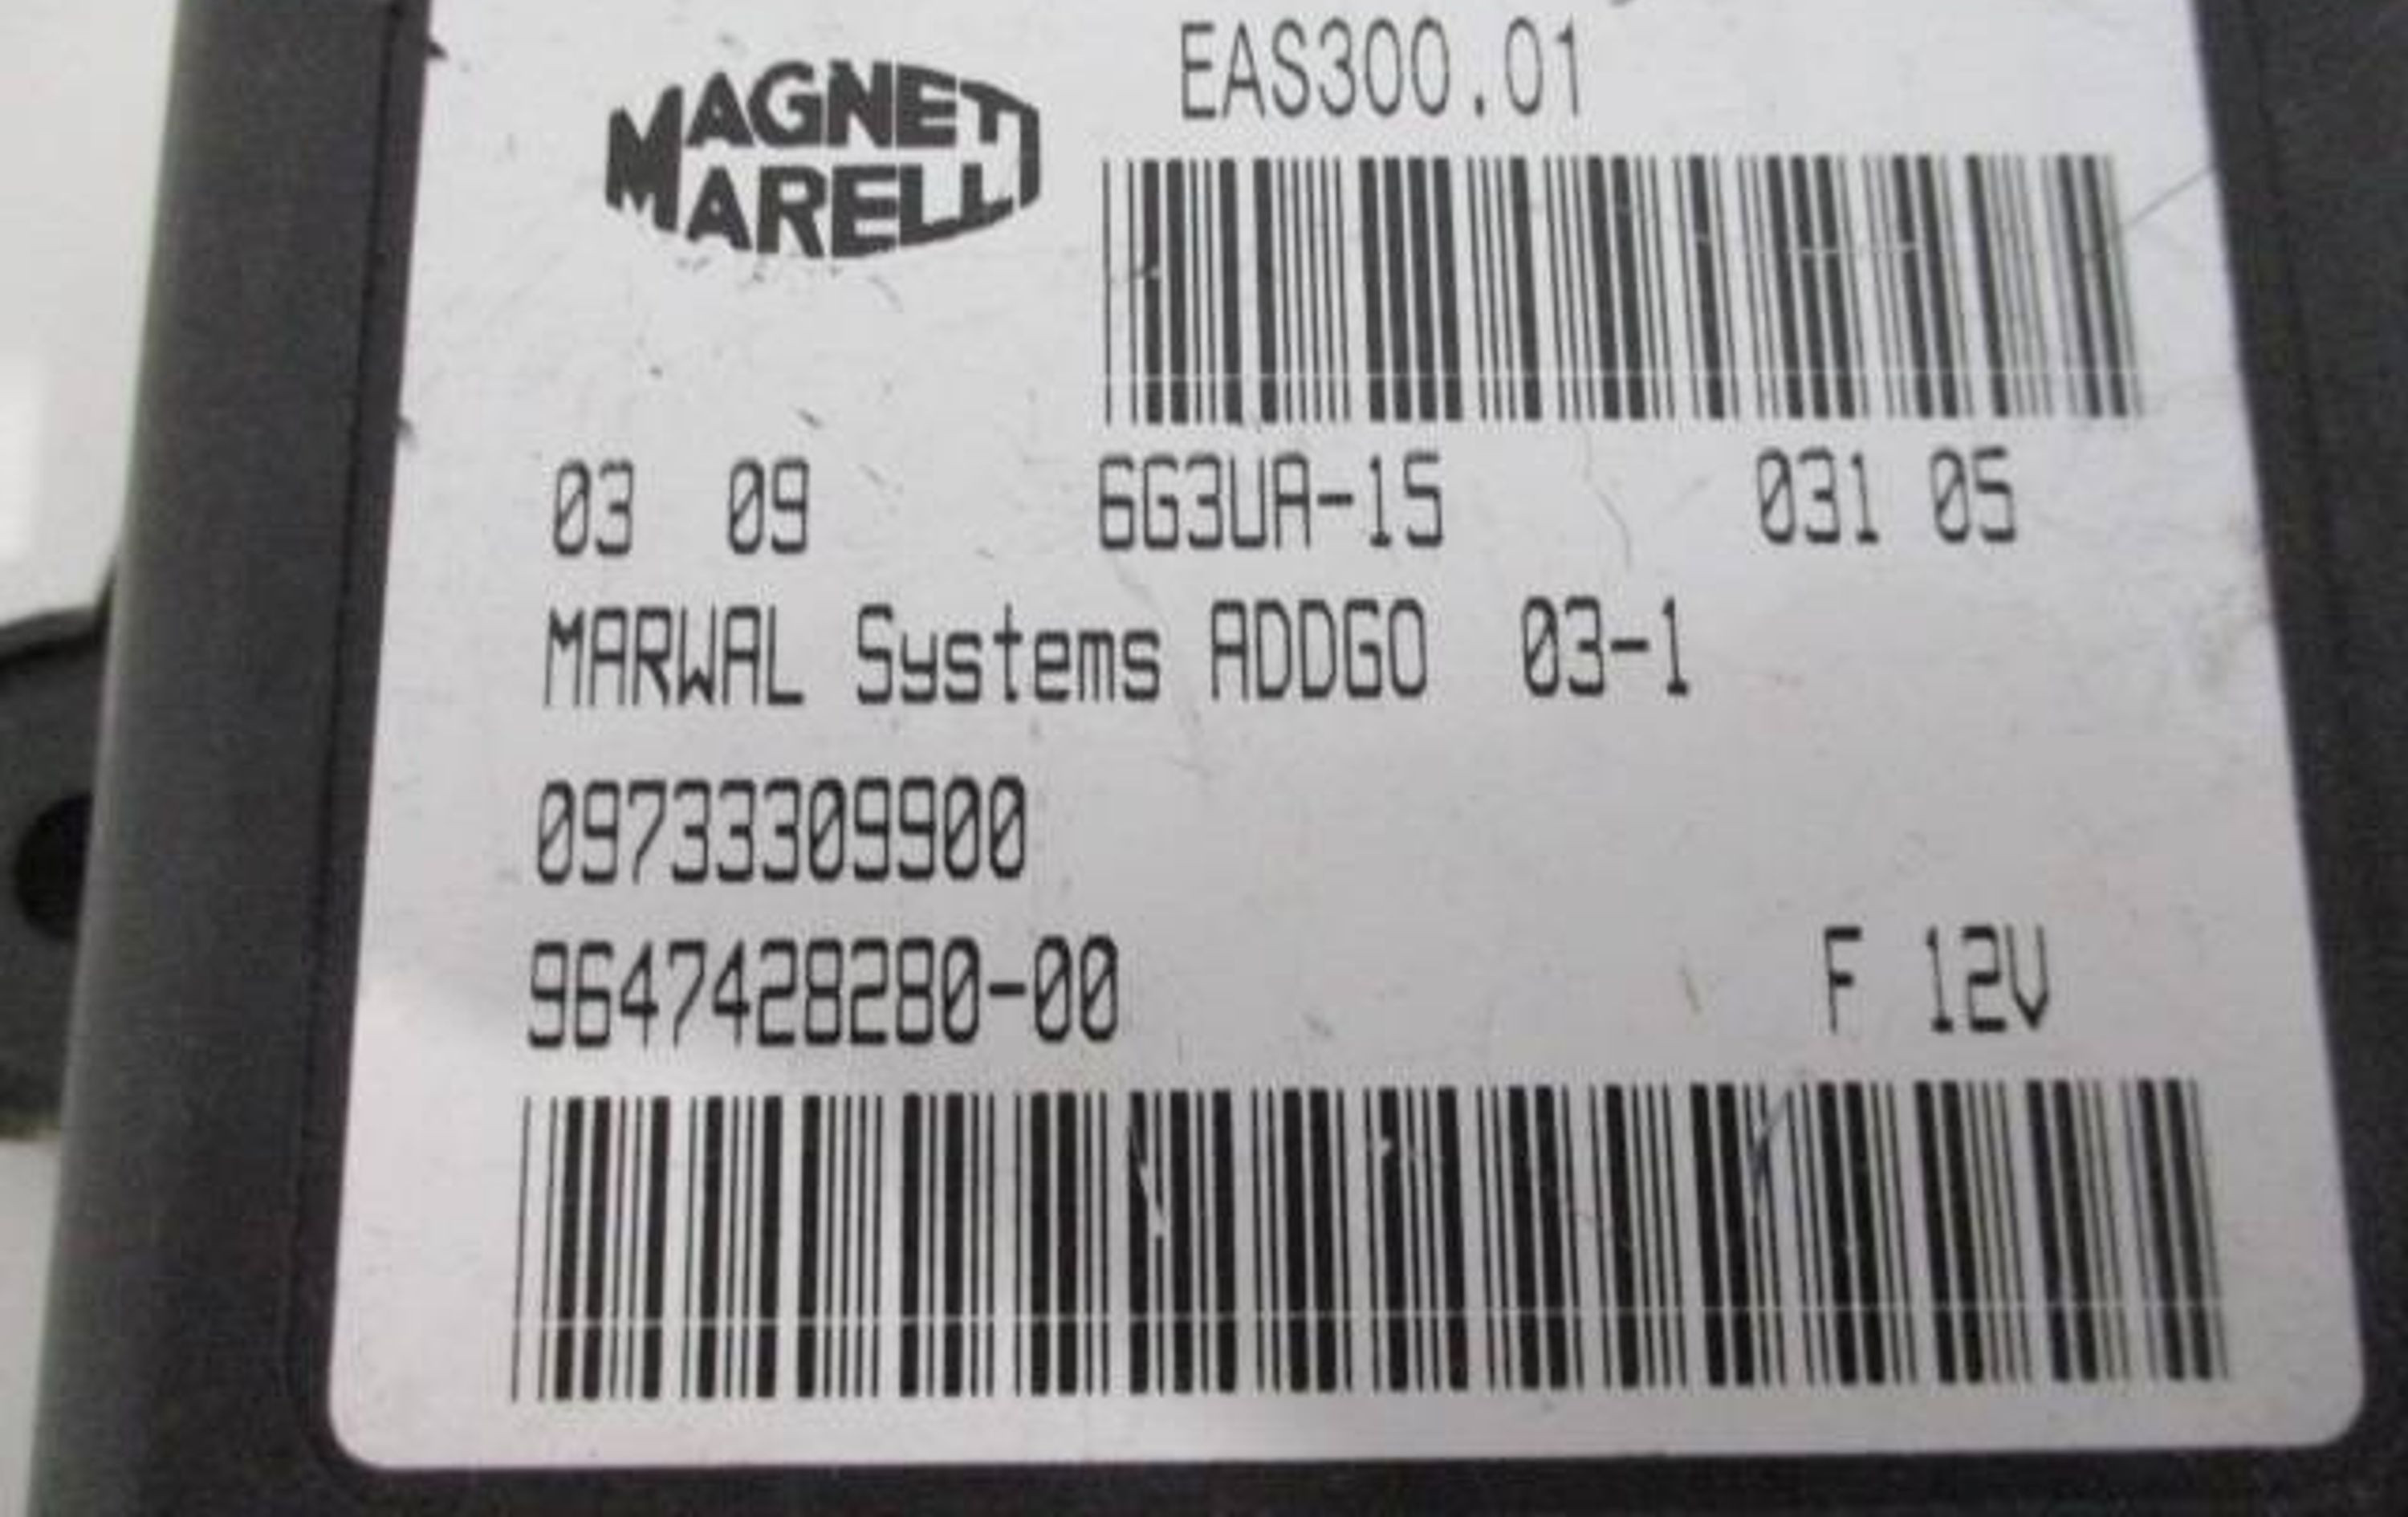 EAS300.01
MAGNETI
MARELLI
03 09 6G3UA-15 031 05
MARWAL Systems ADDGO 03-1
09733309900
9647428280-00 F 12V